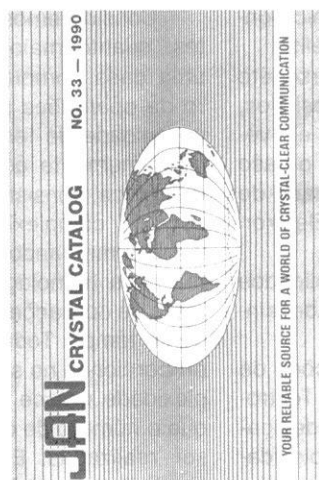 JAN CRYSTAL CATALOG NO. 33 — 1990
YOUR RELIABLE SOURCE FOR A WORLD OF CRYSTAL-CLEAR COMMUNICATION